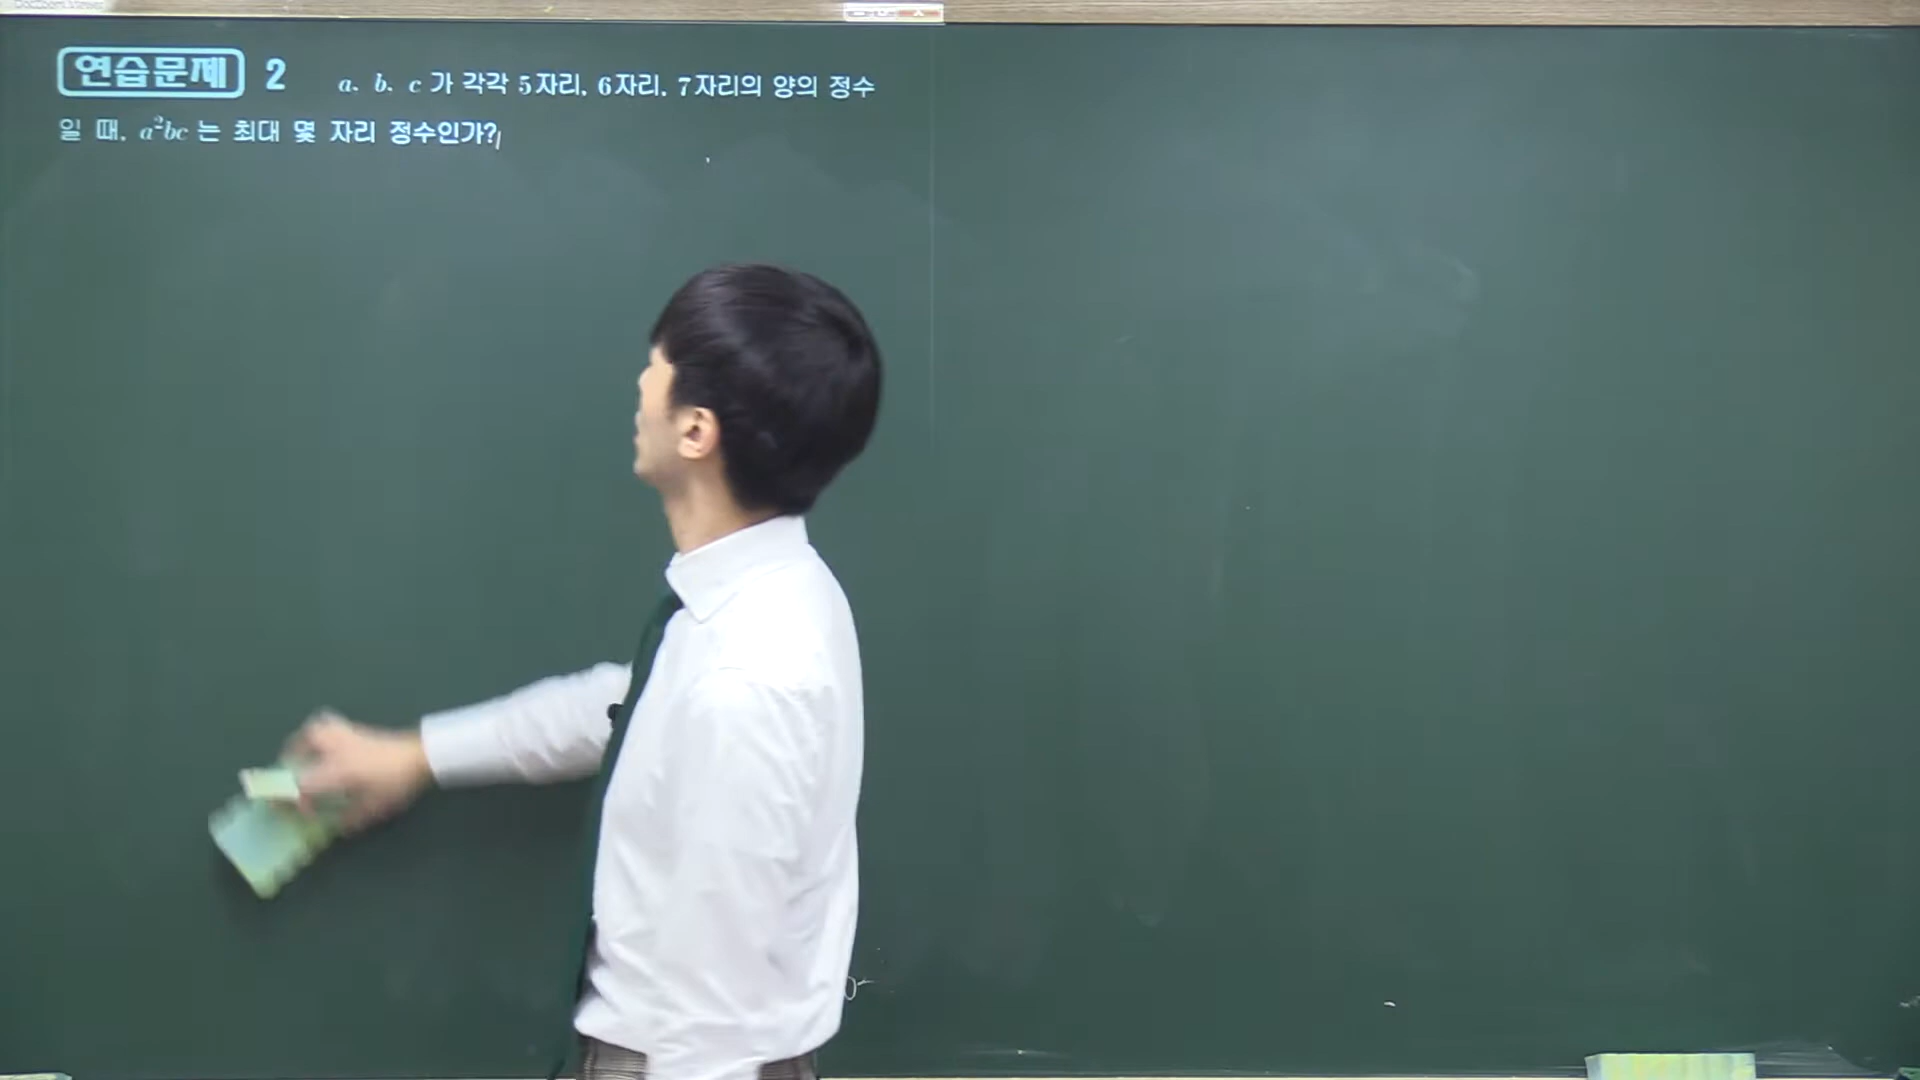 연습문제 2 a. b. c 가 각각 5자리, 6자리, 7자리의 양의 정수
일 때, a²bc 는 최대 몇 자리 정수인가?